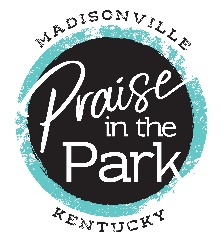 MADISONVILLE
Praise
in the
Park
KENTUCKY